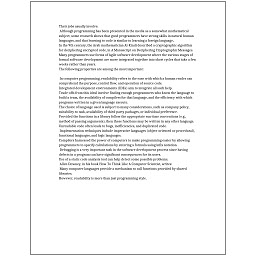 Their jobs usually involve:
Although programming has been presented in the media as a somewhat mathematical
subject, some research shows that good programmers have strong skills in natural human
languages, and that learning to code is similar to learning a foreign language.
In the 9th century, the Arab mathematician Al-Kindi described a cryptographic algorithm
for deciphering encrypted code, in A Manuscript on Deciphering Cryptographic Messages.
Many programmers use forms of Agile software development where the various stages of
formal software development are more integrated together into short cycles that take a few
weeks rather than years.
The following properties are among the most important:

In computer programming, readability refers to the ease with which a human reader can
comprehend the purpose, control flow, and operation of source code.
Integrated development environments (IDEs) aim to integrate all such help.
Trade-offs from this ideal involve finding enough programmers who know the language to
build a team, the availability of compilers for that language, and the efficiency with which
programs written in a given language execute.
The choice of language used is subject to many considerations, such as company policy,
suitability to task, availability of third-party packages, or individual preference.
Provided the functions in a library follow the appropriate run-time conventions (e.g.,
method of passing arguments), then these functions may be written in any other language.
Unreadable code often leads to bugs, inefficiencies, and duplicated code.
Implementation techniques include imperative languages (object-oriented or procedural),
functional languages, and logic languages.
Compilers harnessed the power of computers to make programming easier by allowing
programmers to specify calculations by entering a formula using infix notation.
Debugging is a very important task in the software development process since having
defects in a program can have significant consequences for its users.
Use of a static code analysis tool can help detect some possible problems.
Allen Downey, in his book How To Think Like A Computer Scientist, writes:
Many computer languages provide a mechanism to call functions provided by shared
libraries.
However, readability is more than just programming style.